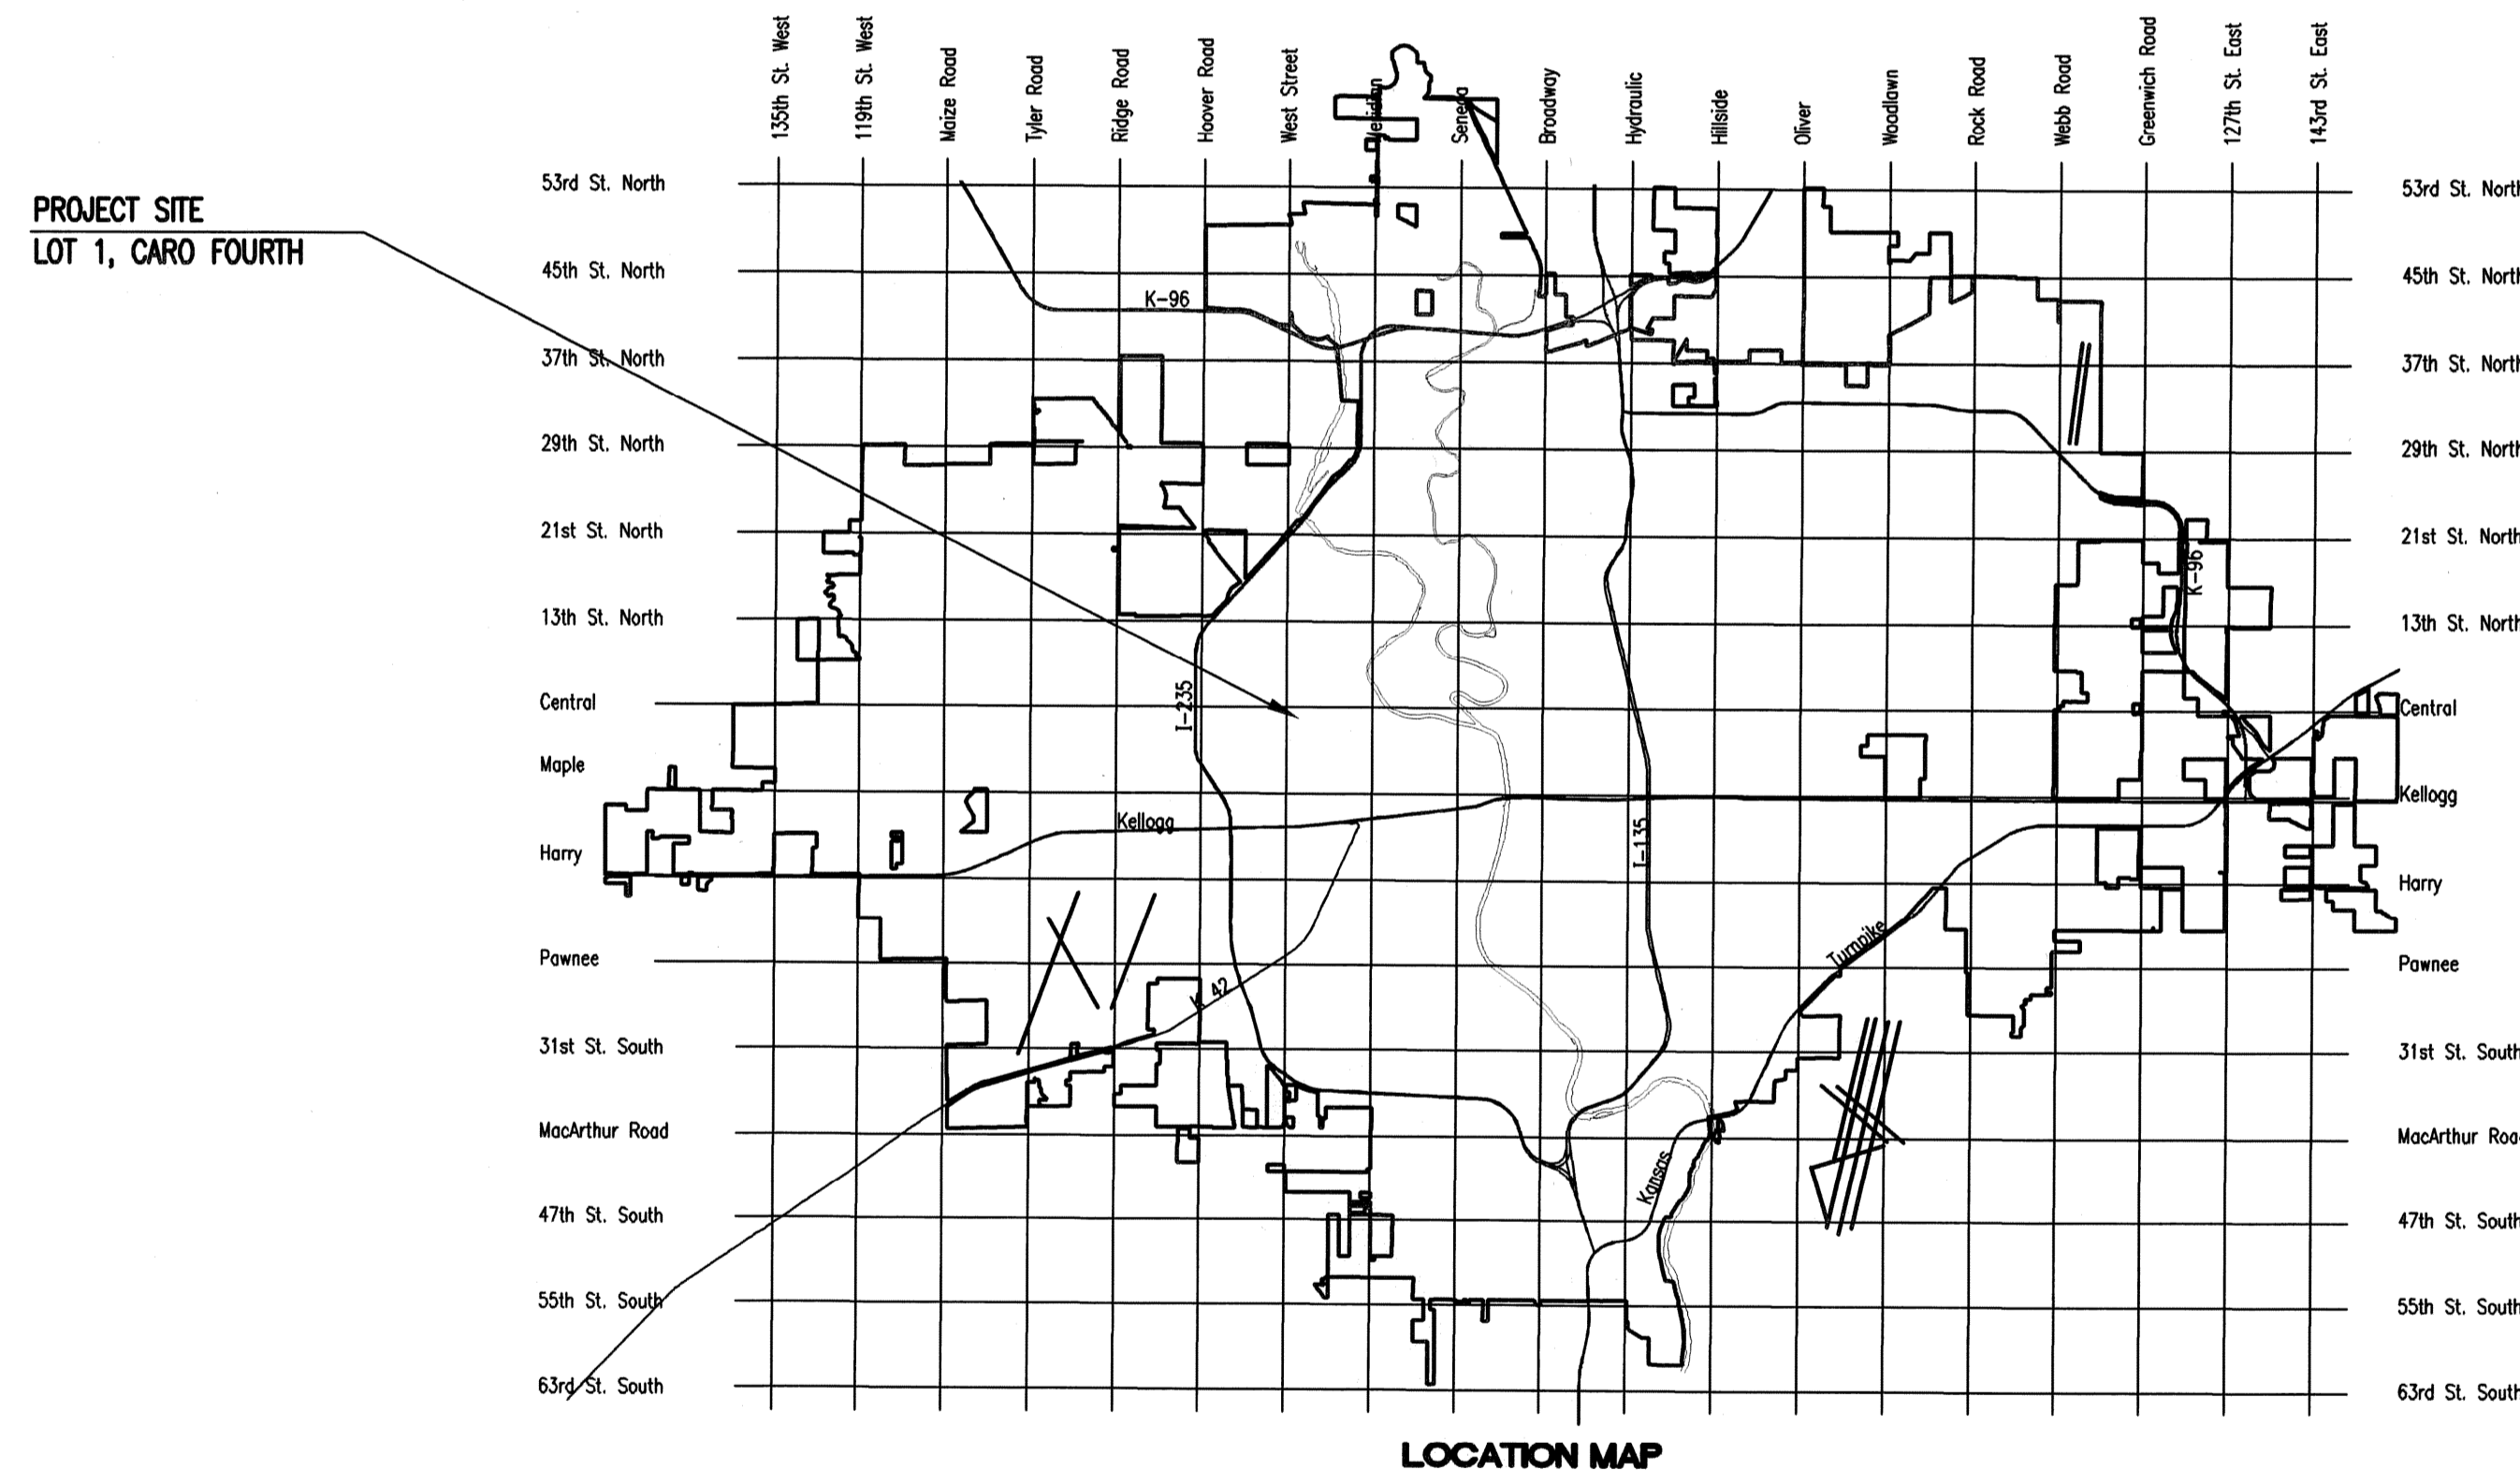 135th St. West
119th St. West
Maize Road
Tyler Road
Ridge Road
Hoover Road
West Street
Meridian
Seneca
Broadway
Hydraulic
Hillside
Oliver
Woodlawn
Rock Road
Webb Road
Greenwich Road
127th St. East
143rd St. East
PROJECT SITE
LOT 1, CARO FOURTH
53rd St. North
53rd St. North
45th St. North
45th St. North
K-96
37th St. North
37th St. North
29th St. North
29th St. North
21st St. North
21st St. North
K-96
13th St. North
13th St. North
I-235
Central
Central
Maple
Kellogg
Kellogg
I-135
Harry
Harry
Turnpike
Pawnee
Pawnee
K 42
31st St. South
31st St. South
MacArthur Road
MacArthur Roa
Kansas
47th St. South
47th St. South
55th St. South
55th St. South
63rd St. South
63rd St. South
LOCATION MAP